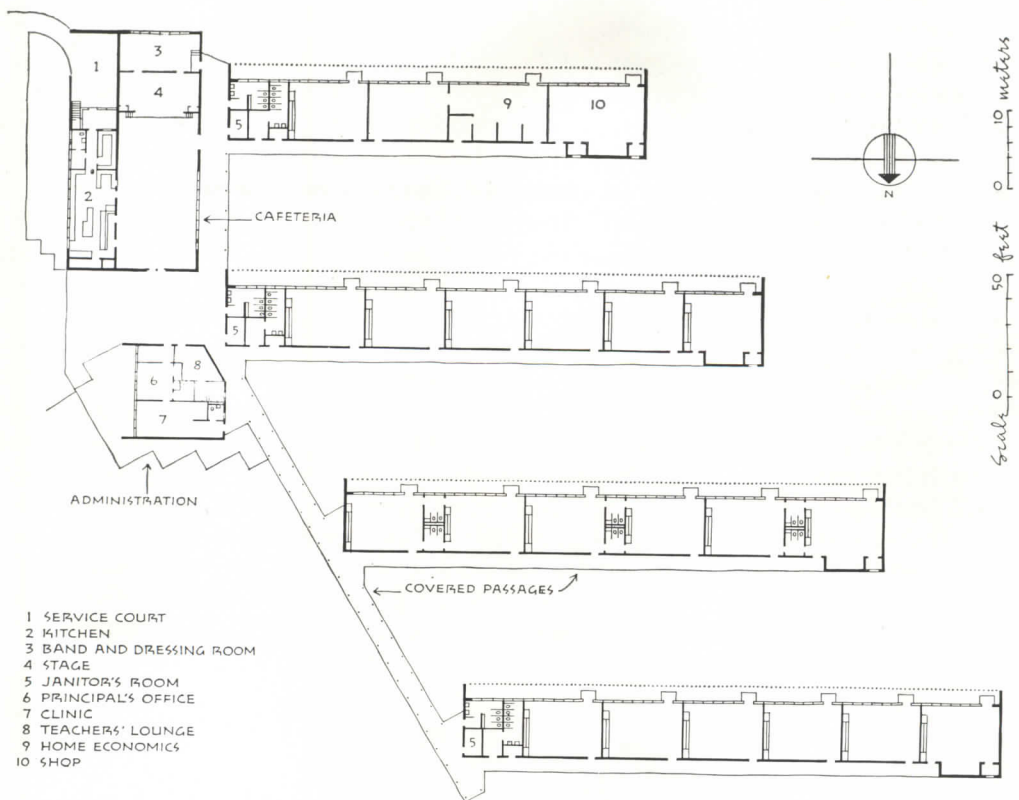 3
1
4
5
9
10
2
CAFETERIA
N
0 10 meters
Scale 0 50 feet
5
8
6
7
ADMINISTRATION
COVERED PASSAGES
5
1 SERVICE COURT
2 KITCHEN
3 BAND AND DRESSING ROOM
4 STAGE
5 JANITOR'S ROOM
6 PRINCIPAL'S OFFICE
7 CLINIC
8 TEACHERS' LOUNGE
9 HOME ECONOMICS
10 SHOP